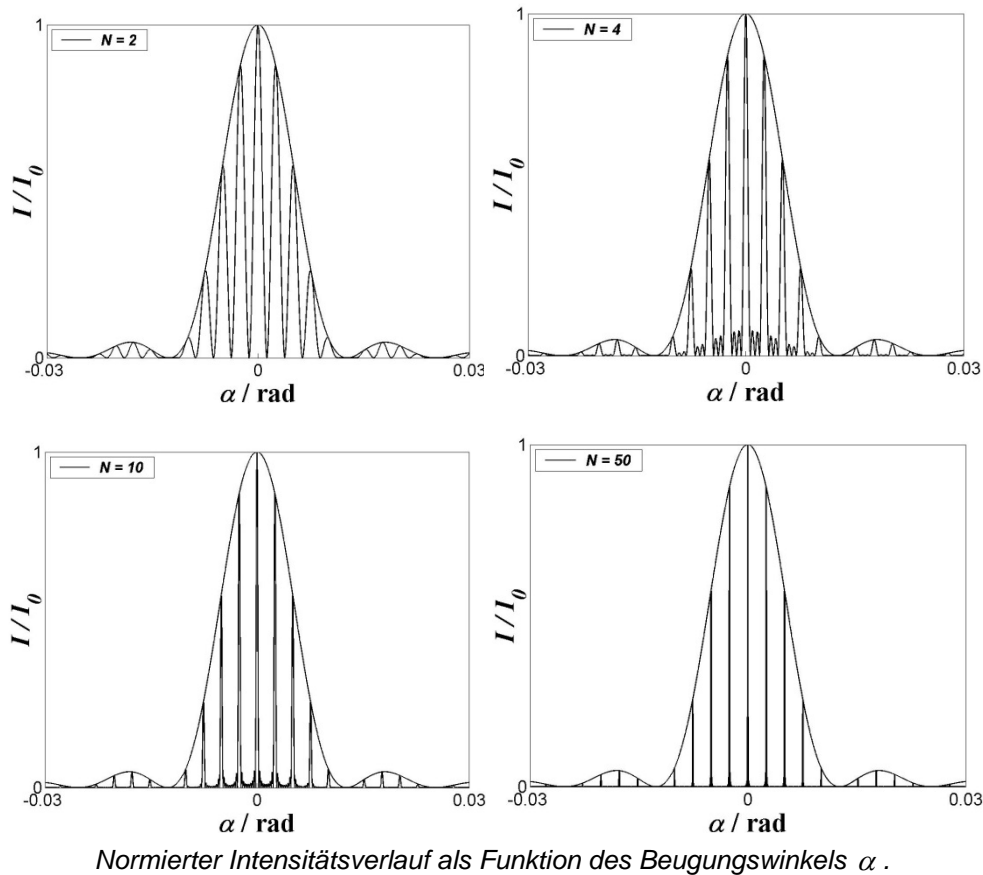 1
N = 2
I / I₀
0
-0.03
0
0.03
α / rad
1
N = 4
I / I₀
0
-0.03
0
0.03
α / rad
1
N = 10
I / I₀
0
-0.03
0
0.03
α / rad
1
N = 50
I / I₀
0
-0.03
0
0.03
α / rad
Normierter Intensitätsverlauf als Funktion des Beugungswinkels α .